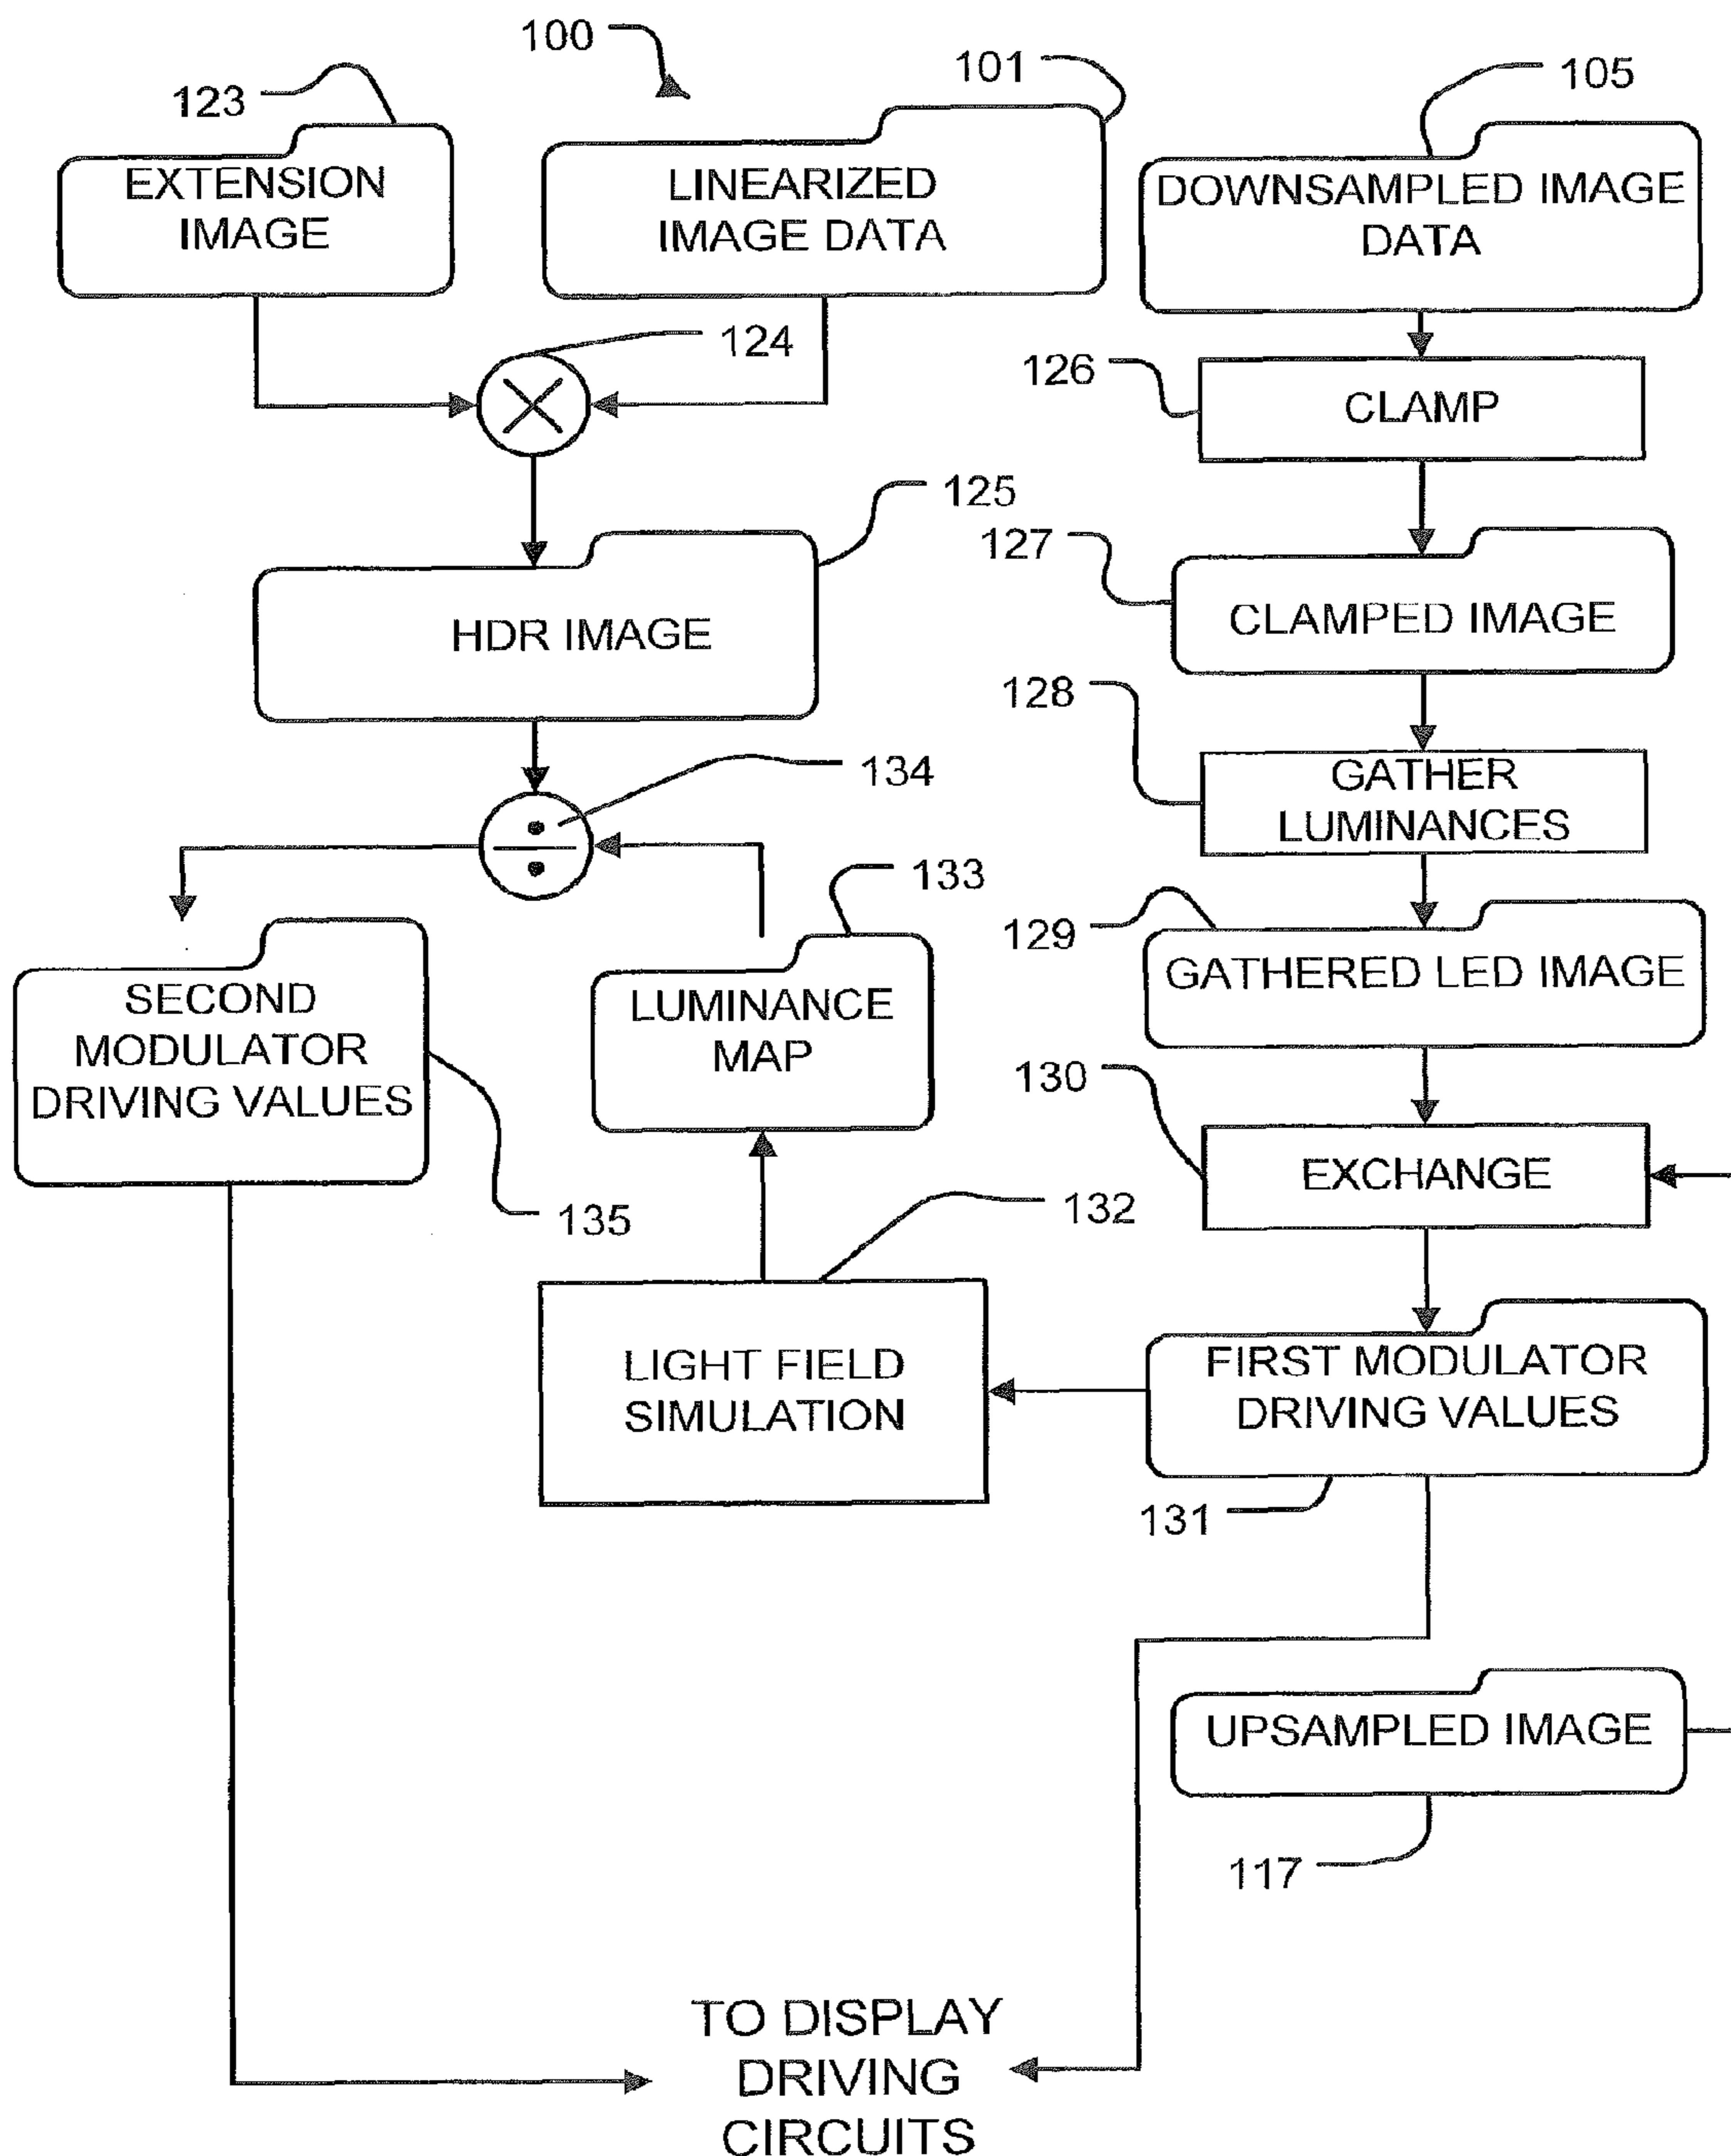 100
123
101
105
EXTENSION
IMAGE
LINEARIZED
IMAGE DATA
DOWNSAMPLED IMAGE
DATA
124
126
CLAMP
125
127
HDR IMAGE
CLAMPED IMAGE
128
GATHER
LUMINANCES
134
133
129
GATHERED LED IMAGE
SECOND
MODULATOR
DRIVING VALUES
LUMINANCE
MAP
130
EXCHANGE
135
132
LIGHT FIELD
SIMULATION
FIRST MODULATOR
DRIVING VALUES
131
UPSAMPLED IMAGE
117
TO DISPLAY
DRIVING
CIRCUITS